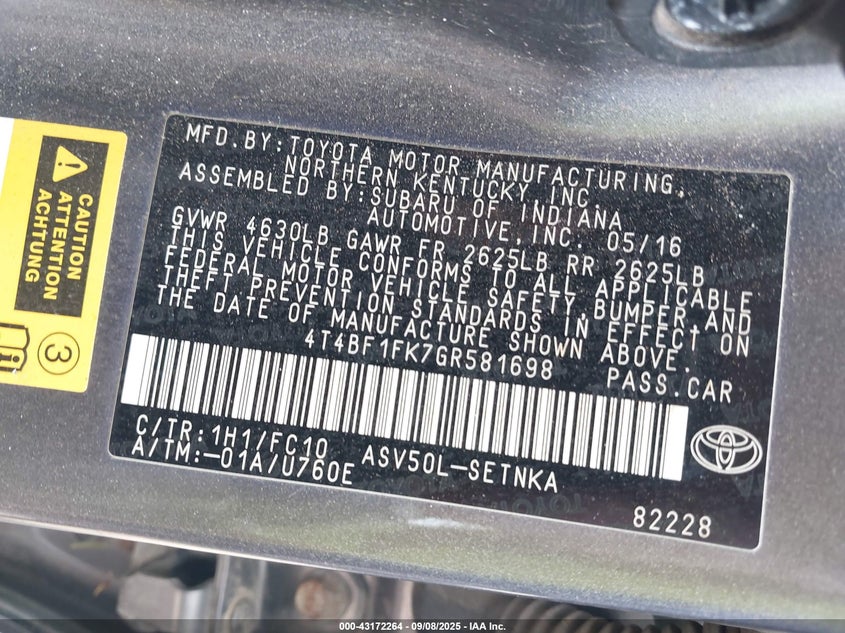 MFD.BY:TOYOTA MOTOR MANUFACTURING,
NORTHERN KENTUCKY, INC.
ASSEMBLED BY:SUBARU OF INDIANA
AUTOMOTIVE, INC. 05/16
GVWR 4630LB GAWR FR 2625LB RR 2625LB
THIS VEHICLE CONFORMS TO ALL APPLICABLE
FEDERAL MOTOR VEHICLE SAFETY, BUMPER, AND
THEFT PREVENTION STANDARDS IN EFFECT ON
THE DATE OF MANUFACTURE SHOWN ABOVE.
4T4BF1FK7GR581698 PASS.CAR
C/TR:1H1/FC10 ASV50L-SETNKA
A/TM:-01A/U760E
82228
CAUTION
ATTENTION
ACHTUNG
3
000-43172264 - 09/08/2025 - IAA Inc.